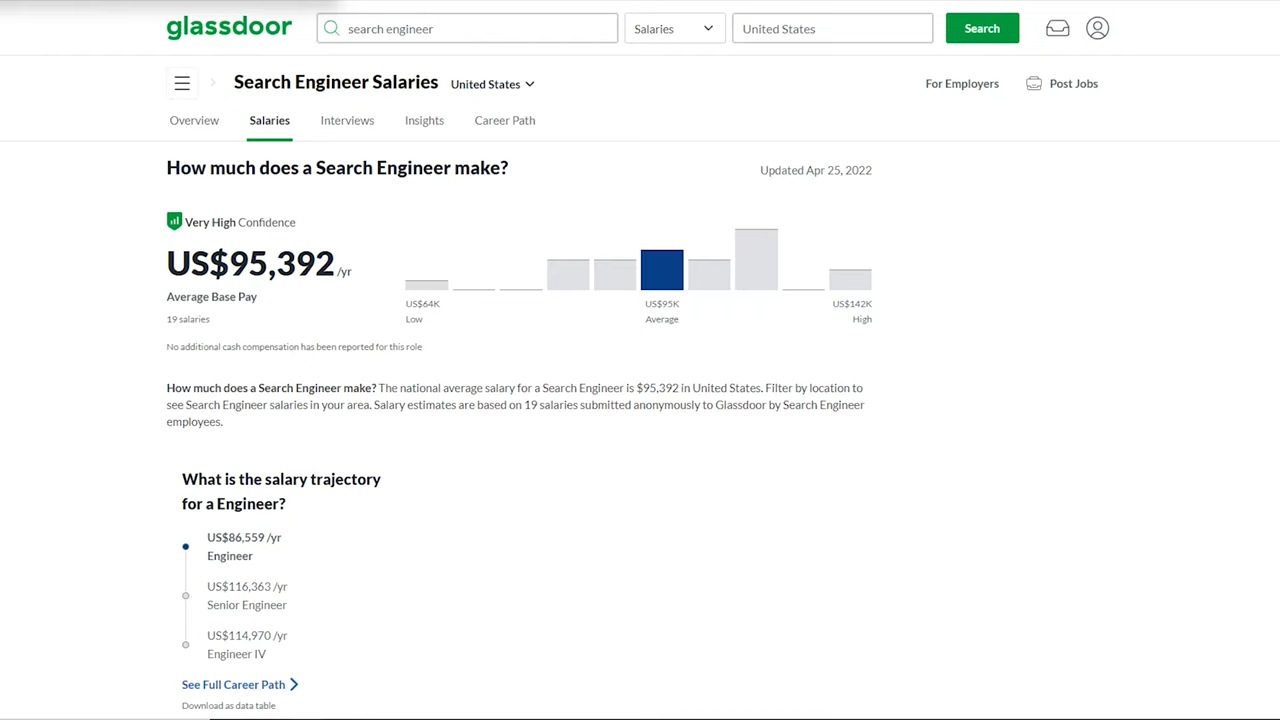 glassdoor
search engineer
Salaries
United States
Search
Search Engineer Salaries
United States
For Employers
Post Jobs
Overview
Salaries
Interviews
Insights
Career Path
How much does a Search Engineer make?
Updated Apr 25, 2022
Very High Confidence
US$95,392 /yr
Average Base Pay
19 salaries
US$64K
Low
US$95K
Average
US$142K
High
No additional cash compensation has been reported for this role
How much does a Search Engineer make? The national average salary for a Search Engineer is $95,392 in United States. Filter by location to
see Search Engineer salaries in your area. Salary estimates are based on 19 salaries submitted anonymously to Glassdoor by Search Engineer
employees.
What is the salary trajectory
for a Engineer?
US$86,559 /yr
Engineer
US$116,363 /yr
Senior Engineer
US$114,970 /yr
Engineer IV
See Full Career Path
Download as data table